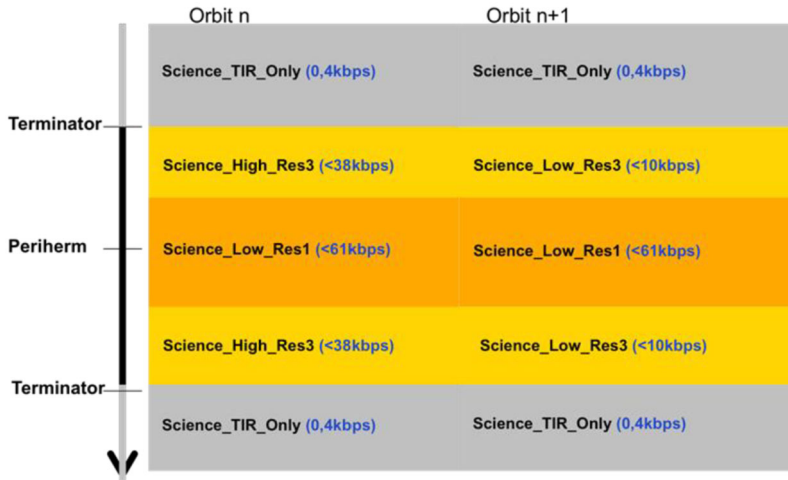 Orbit n Orbit n+1
Science_TIR_Only (0,4kbps) Science_TIR_Only (0,4kbps)
Terminator
Science_High_Res3 (<38kbps) Science_Low_Res3 (<10kbps)
Periherm Science_Low_Res1 (<61kbps) Science_Low_Res1 (<61kbps)
Science_High_Res3 (<38kbps) Science_Low_Res3 (<10kbps)
Terminator
Science_TIR_Only (0,4kbps) Science_TIR_Only (0,4kbps)